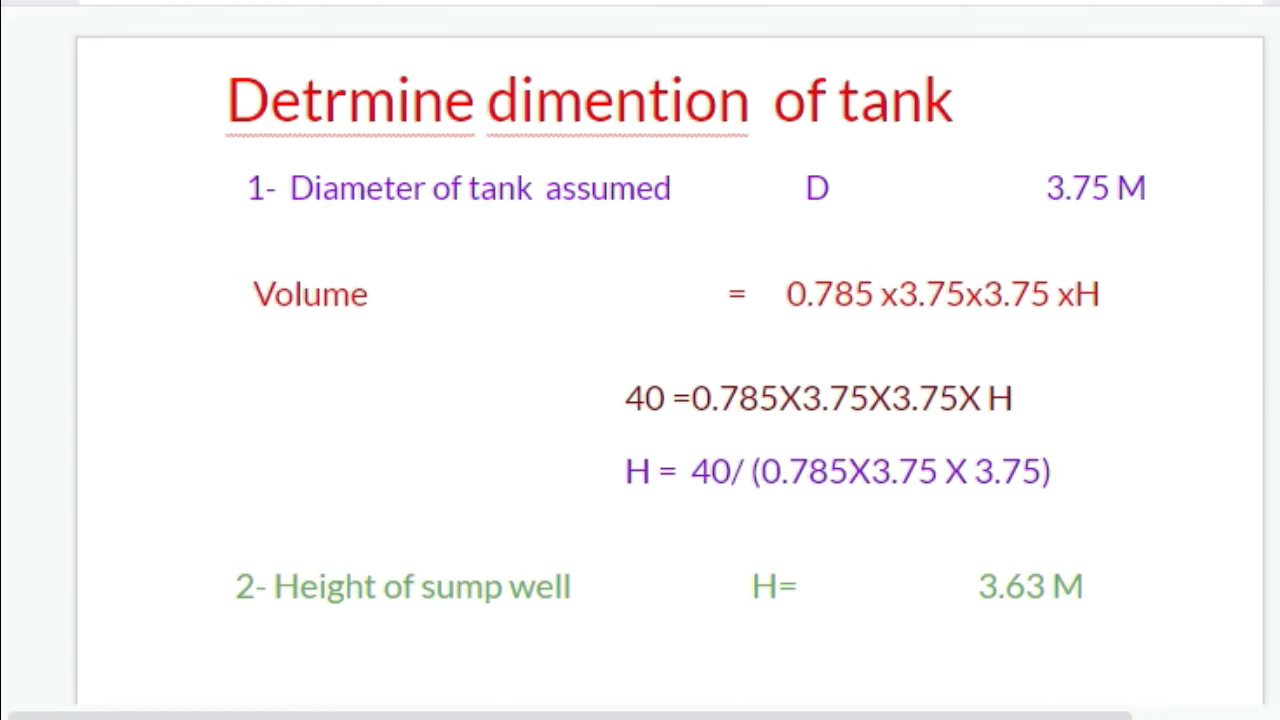 Detrmine dimention of tank
1- Diameter of tank assumed D 3.75 M
Volume = 0.785 x3.75x3.75 xH
40 =0.785X3.75X3.75X H
H = 40/ (0.785X3.75 X 3.75)
2- Height of sump well H= 3.63 M